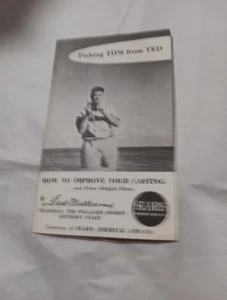 Fishing TIPS from TED
HOW TO IMPROVE YOUR CASTING
and Other Helpful Hints
by Ted Williams
CHAIRMAN, TED WILLIAMS SPORTS
ADVISORY STAFF
SEARS
Courtesy of SEARS, ROEBUCK AND CO.